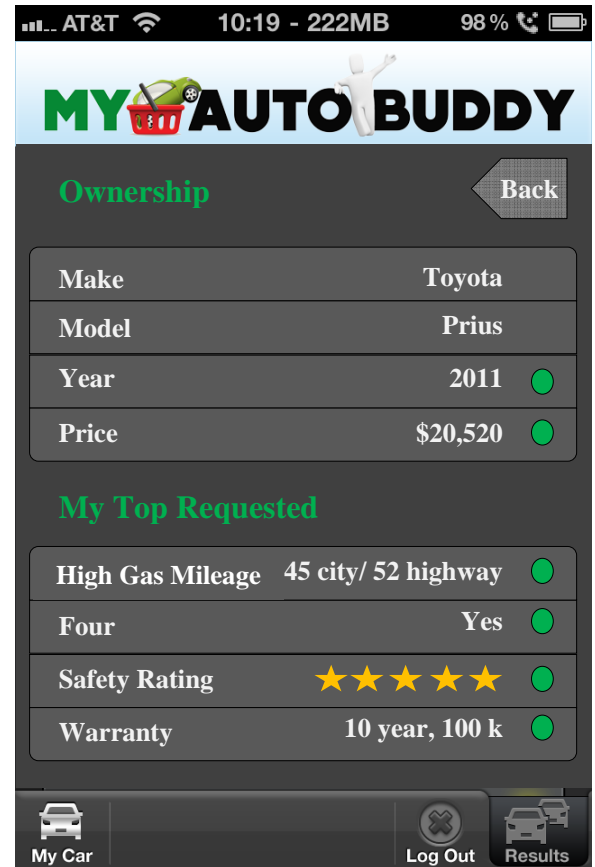 AT&T 10:19 - 222MB 98 %
MY AUTO BUDDY
Ownership Back
Make Toyota
Model Prius
Year 2011
Price $20,520
My Top Requested
High Gas Mileage 45 city/ 52 highway
Four Yes
Safety Rating
Warranty 10 year, 100 k
My Car Log Out Results